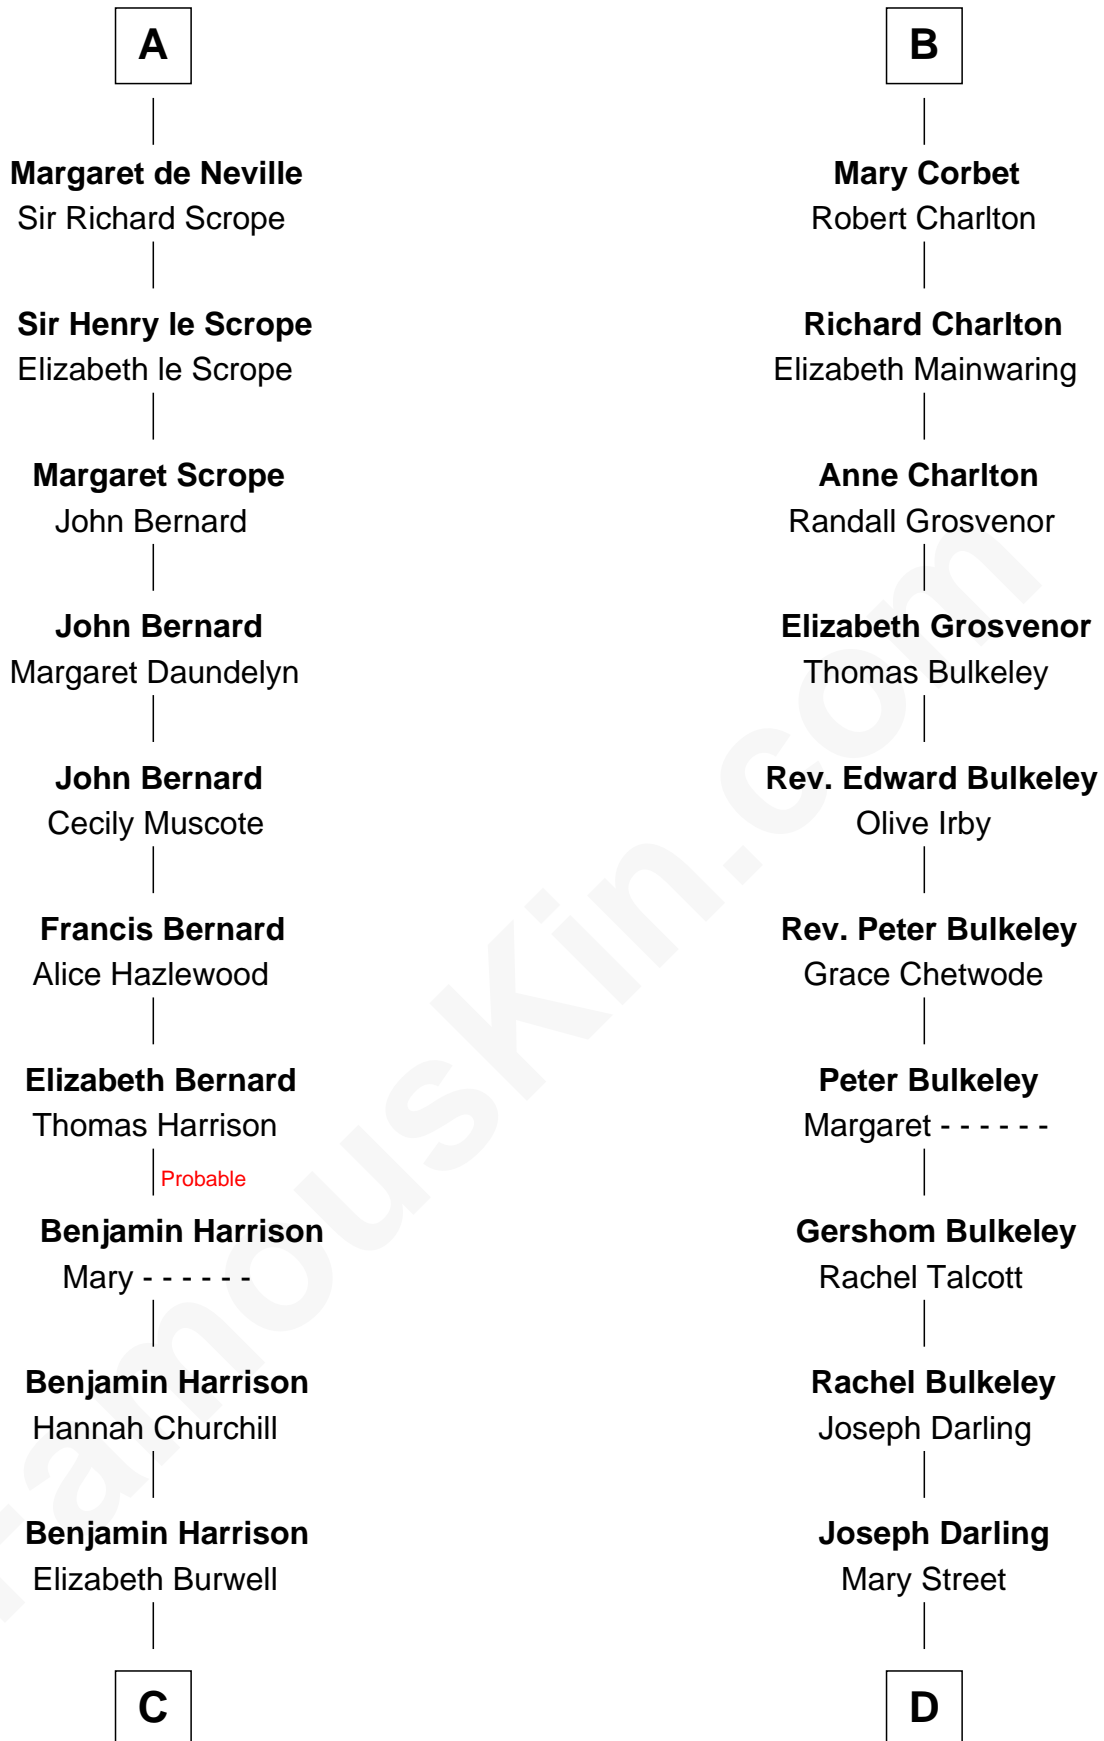 A
Margaret de Neville
Sir Richard Scrope
Sir Henry le Scrope
Elizabeth le Scrope
Margaret Scrope
John Bernard
John Bernard
Margaret Daundelyn
John Bernard
Cecily Muscote
Francis Bernard
Alice Hazlewood
Elizabeth Bernard
Thomas Harrison
Probable
Benjamin Harrison
Mary - - - - - -
Benjamin Harrison
Hannah Churchill
Benjamin Harrison
Elizabeth Burwell
C
B
Mary Corbet
Robert Charlton
Richard Charlton
Elizabeth Mainwaring
Anne Charlton
Randall Grosvenor
Elizabeth Grosvenor
Thomas Bulkeley
Rev. Edward Bulkeley
Olive Irby
Rev. Peter Bulkeley
Grace Chetwode
Peter Bulkeley
Margaret - - - - - -
Gershom Bulkeley
Rachel Talcott
Rachel Bulkeley
Joseph Darling
Joseph Darling
Mary Street
D
FamousKin.com